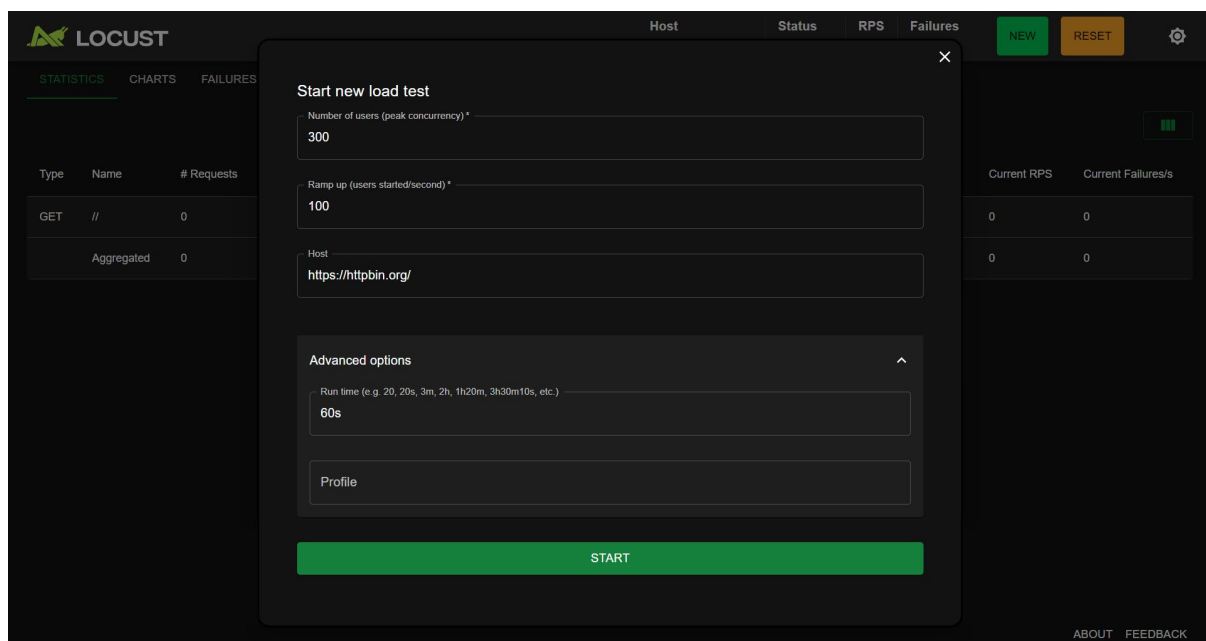 LOCUST
Host Status RPS Failures NEW RESET
STATISTICS CHARTS FAILURES
Start new load test
Number of users (peak concurrency) *
300
Type Name # Requests Current RPS Current Failures/s
Ramp up (users started/second) *
100
GET // 0 0 0
Host
https://httpbin.org/
Aggregated 0 0 0
Advanced options
Run time (e.g. 20, 20s, 3m, 2h, 1h20m, 3h30m10s, etc.)
60s
Profile
START
ABOUT FEEDBACK